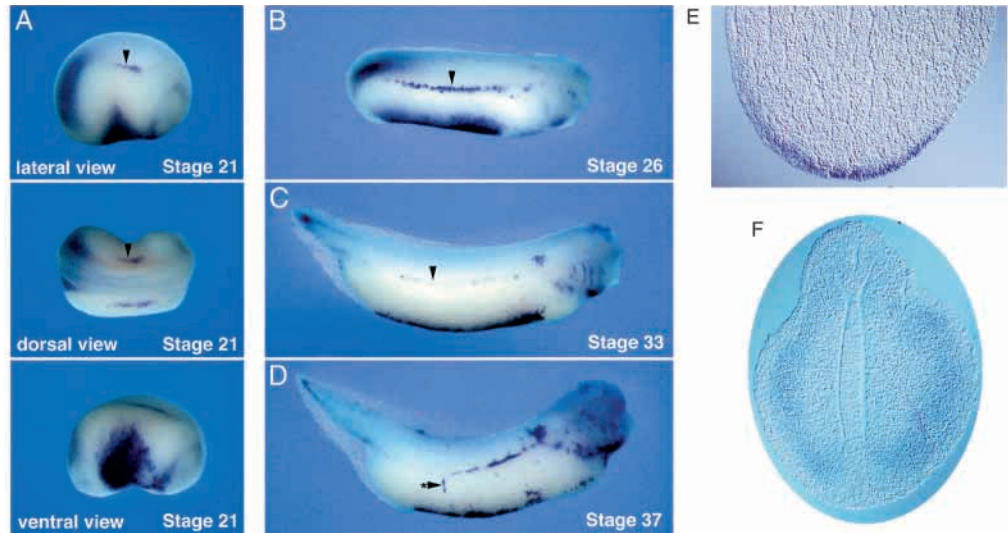 A
lateral view
Stage 21
dorsal view
Stage 21
ventral view
Stage 21
B
Stage 26
C
Stage 33
D
*
Stage 37
E
F